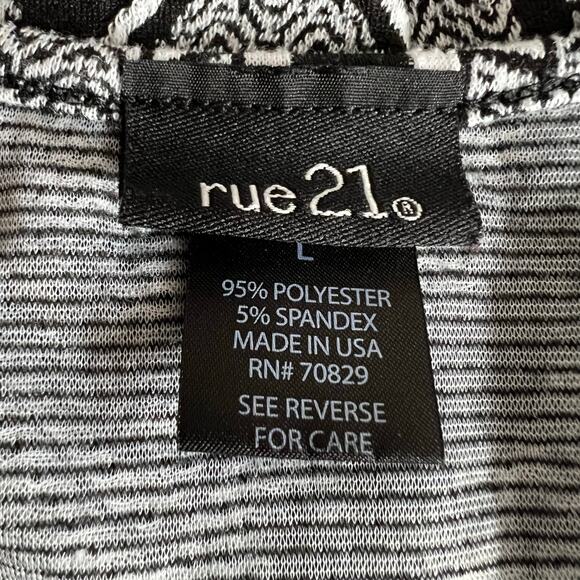 rue21®
L
95% POLYESTER
5% SPANDEX
MADE IN USA
RN# 70829
SEE REVERSE
FOR CARE